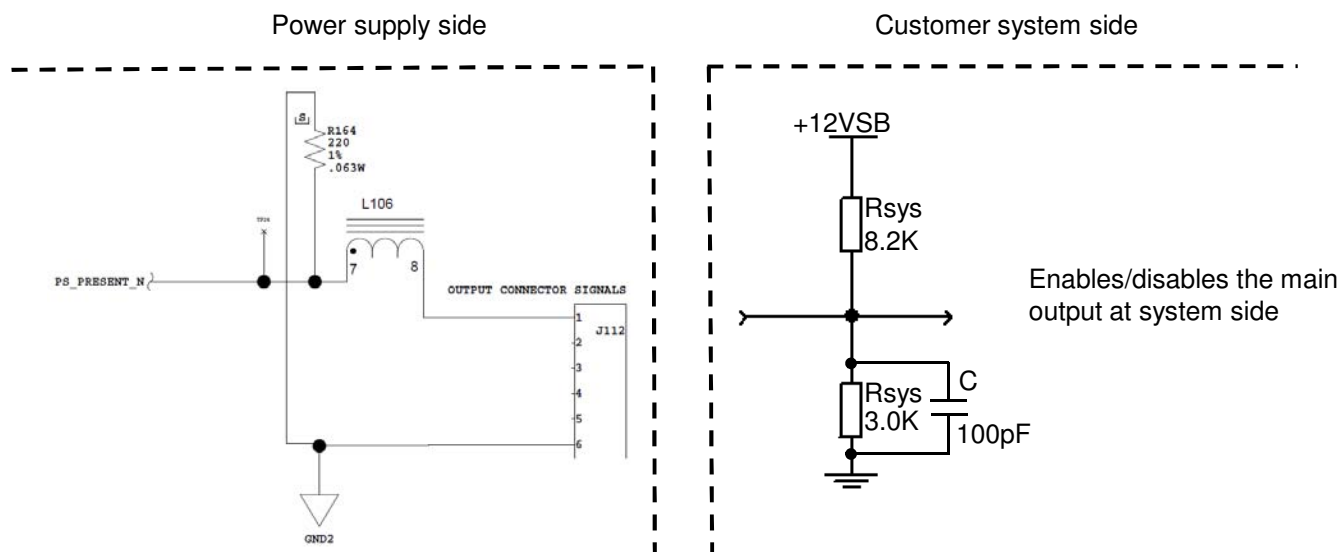 Power supply side
Customer system side
S
R164
220
1%
.063W
L106
7
8
PS_PRESENT_N
OUTPUT CONNECTOR SIGNALS
1
J112
2
3
4
5
6
GND2
+12VSB
Rsys
8.2K
Enables/disables the main
output at system side
Rsys
3.0K
C
100pF